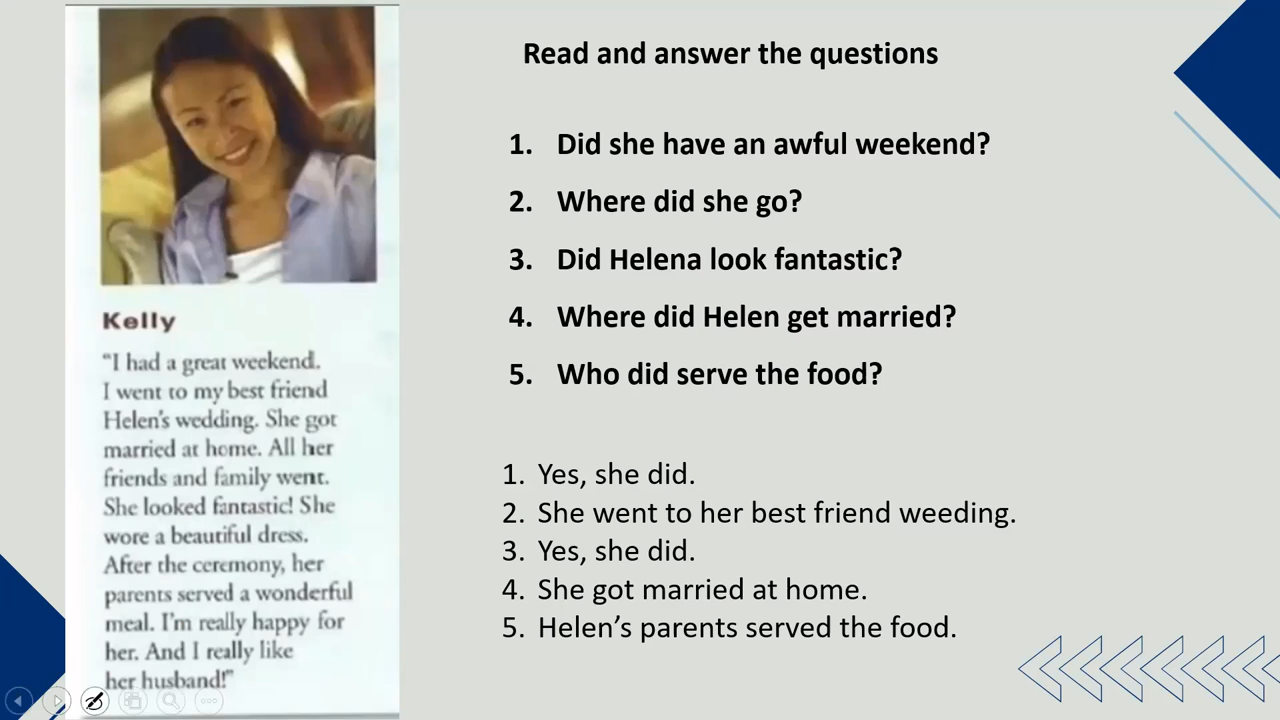 Kelly
"I had a great weekend.
I went to my best friend
Helen's wedding. She got
married at home. All her
friends and family went.
She looked fantastic! She
wore a beautiful dress.
After the ceremony, her
parents served a wonderful
meal. I'm really happy for
her. And I really like
her husband!"
Read and answer the questions
1. Did she have an awful weekend?
2. Where did she go?
3. Did Helena look fantastic?
4. Where did Helen get married?
5. Who did serve the food?
1. Yes, she did.
2. She went to her best friend weeding.
3. Yes, she did.
4. She got married at home.
5. Helen's parents served the food.